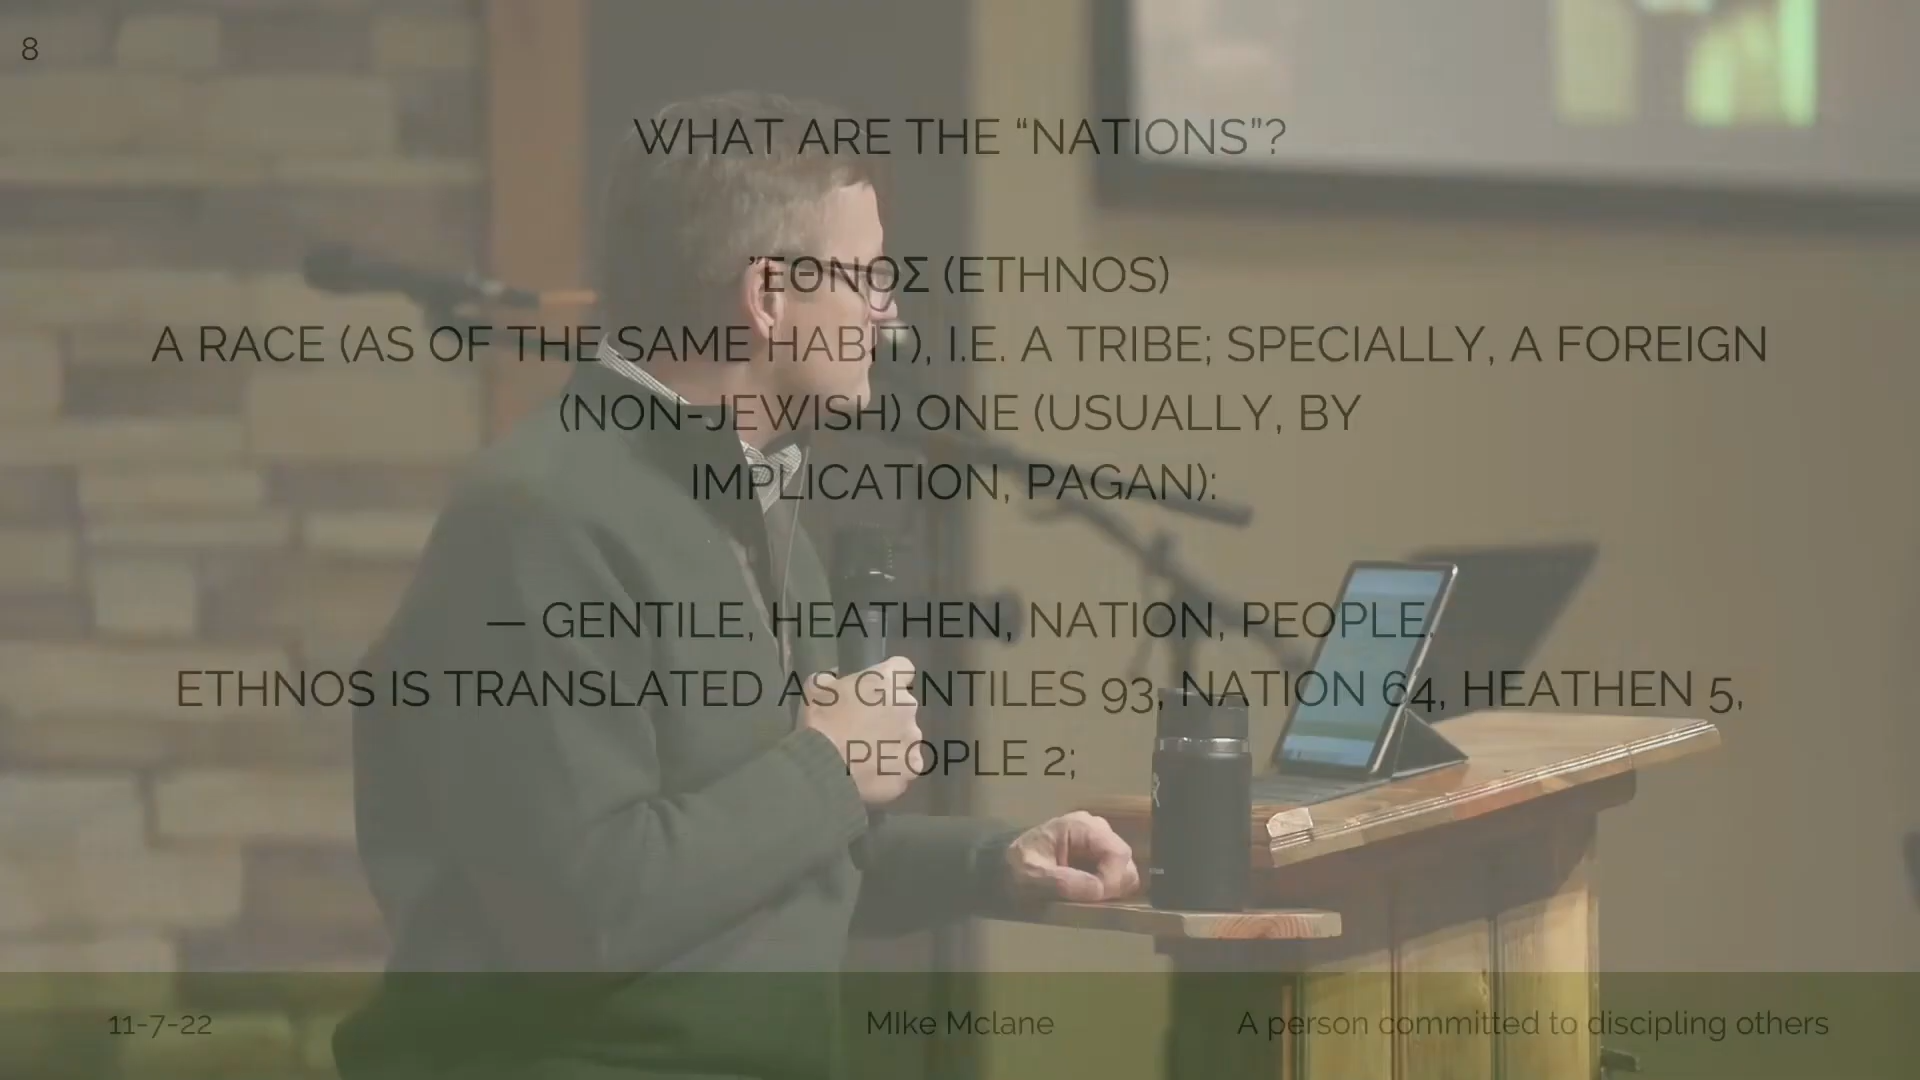 8
WHAT ARE THE “NATIONS”?
ἜΘΝΟΣ (ETHNOS)
A RACE (AS OF THE SAME HABIT), I.E. A TRIBE; SPECIALLY, A FOREIGN
(NON-JEWISH) ONE (USUALLY, BY
IMPLICATION, PAGAN):
— GENTILE, HEATHEN, NATION, PEOPLE.
ETHNOS IS TRANSLATED AS GENTILES 93, NATION 64, HEATHEN 5,
PEOPLE 2;
11-7-22
MIke Mclane
A person committed to discipling others